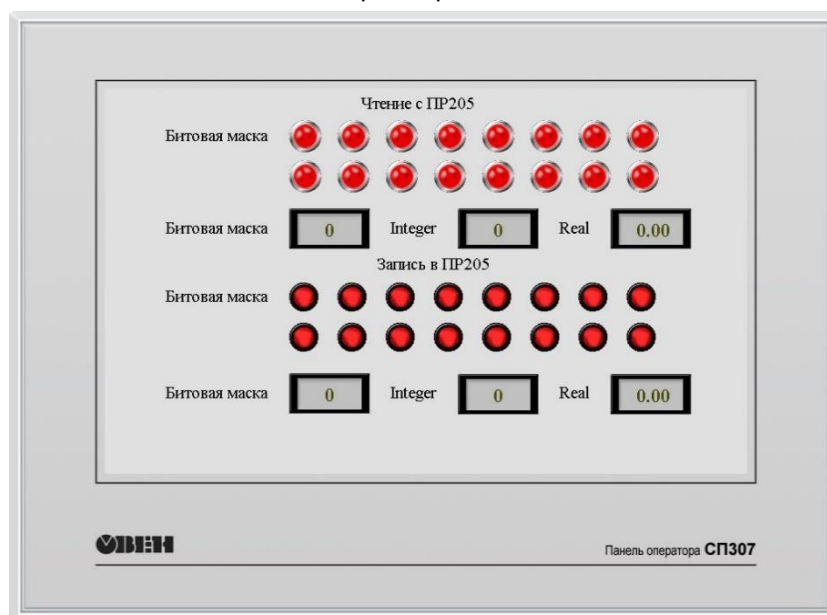 Чтение с ПР205
Битовая маска
Битовая маска 0 Integer 0 Real 0.00
Запись в ПР205
Битовая маска
Битовая маска 0 Integer 0 Real 0.00
ОВЕН Панель оператора СП307